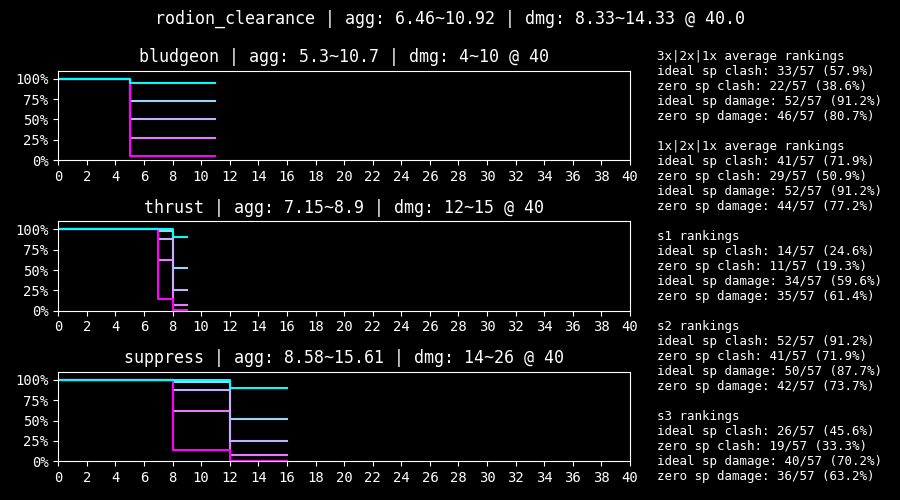 rodion_clearance | agg: 6.46~10.92 | dmg: 8.33~14.33 @ 40.0
bludgeon | agg: 5.3~10.7 | dmg: 4~10 @ 40
100%
75%
50%
25%
0%
0 2 4 6 8 10 12 14 16 18 20 22 24 26 28 30 32 34 36 38 40
thrust | agg: 7.15~8.9 | dmg: 12~15 @ 40
100%
75%
50%
25%
0%
0 2 4 6 8 10 12 14 16 18 20 22 24 26 28 30 32 34 36 38 40
suppress | agg: 8.58~15.61 | dmg: 14~26 @ 40
100%
75%
50%
25%
0%
0 2 4 6 8 10 12 14 16 18 20 22 24 26 28 30 32 34 36 38 40
3x|2x|1x average rankings
ideal sp clash: 33/57 (57.9%)
zero sp clash: 22/57 (38.6%)
ideal sp damage: 52/57 (91.2%)
zero sp damage: 46/57 (80.7%)
1x|2x|1x average rankings
ideal sp clash: 41/57 (71.9%)
zero sp clash: 29/57 (50.9%)
ideal sp damage: 52/57 (91.2%)
zero sp damage: 44/57 (77.2%)
s1 rankings
ideal sp clash: 14/57 (24.6%)
zero sp clash: 11/57 (19.3%)
ideal sp damage: 34/57 (59.6%)
zero sp damage: 35/57 (61.4%)
s2 rankings
ideal sp clash: 52/57 (91.2%)
zero sp clash: 41/57 (71.9%)
ideal sp damage: 50/57 (87.7%)
zero sp damage: 42/57 (73.7%)
s3 rankings
ideal sp clash: 26/57 (45.6%)
zero sp clash: 19/57 (33.3%)
ideal sp damage: 40/57 (70.2%)
zero sp damage: 36/57 (63.2%)